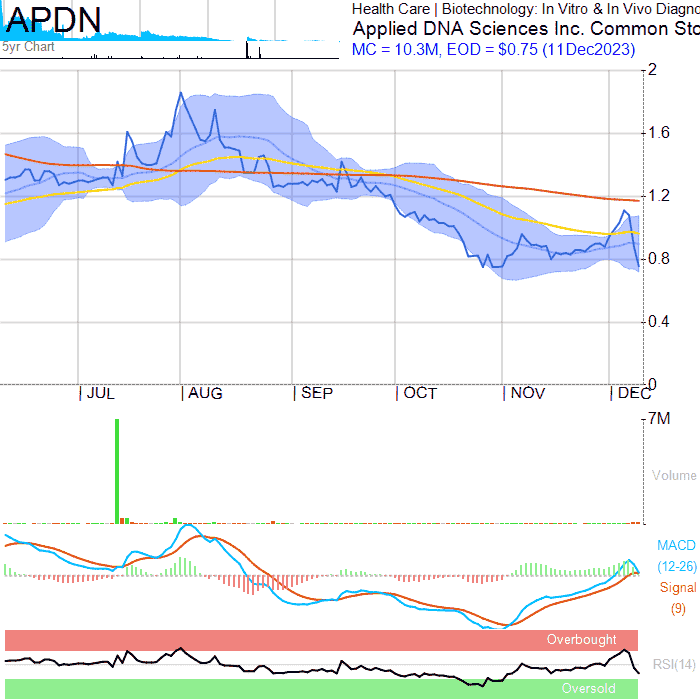 APDN
5yr Chart
Health Care | Biotechnology: In Vitro & In Vivo Diagno
Applied DNA Sciences Inc. Common Sto
MC = 10.3M, EOD = $0.75 (11Dec2023)
2
1.6
1.2
0.8
0.4
0
JUL AUG SEP OCT NOV DEC
7M
Volume
MACD
(12-26)
Signal
(9)
Overbought
RSI(14)
Oversold